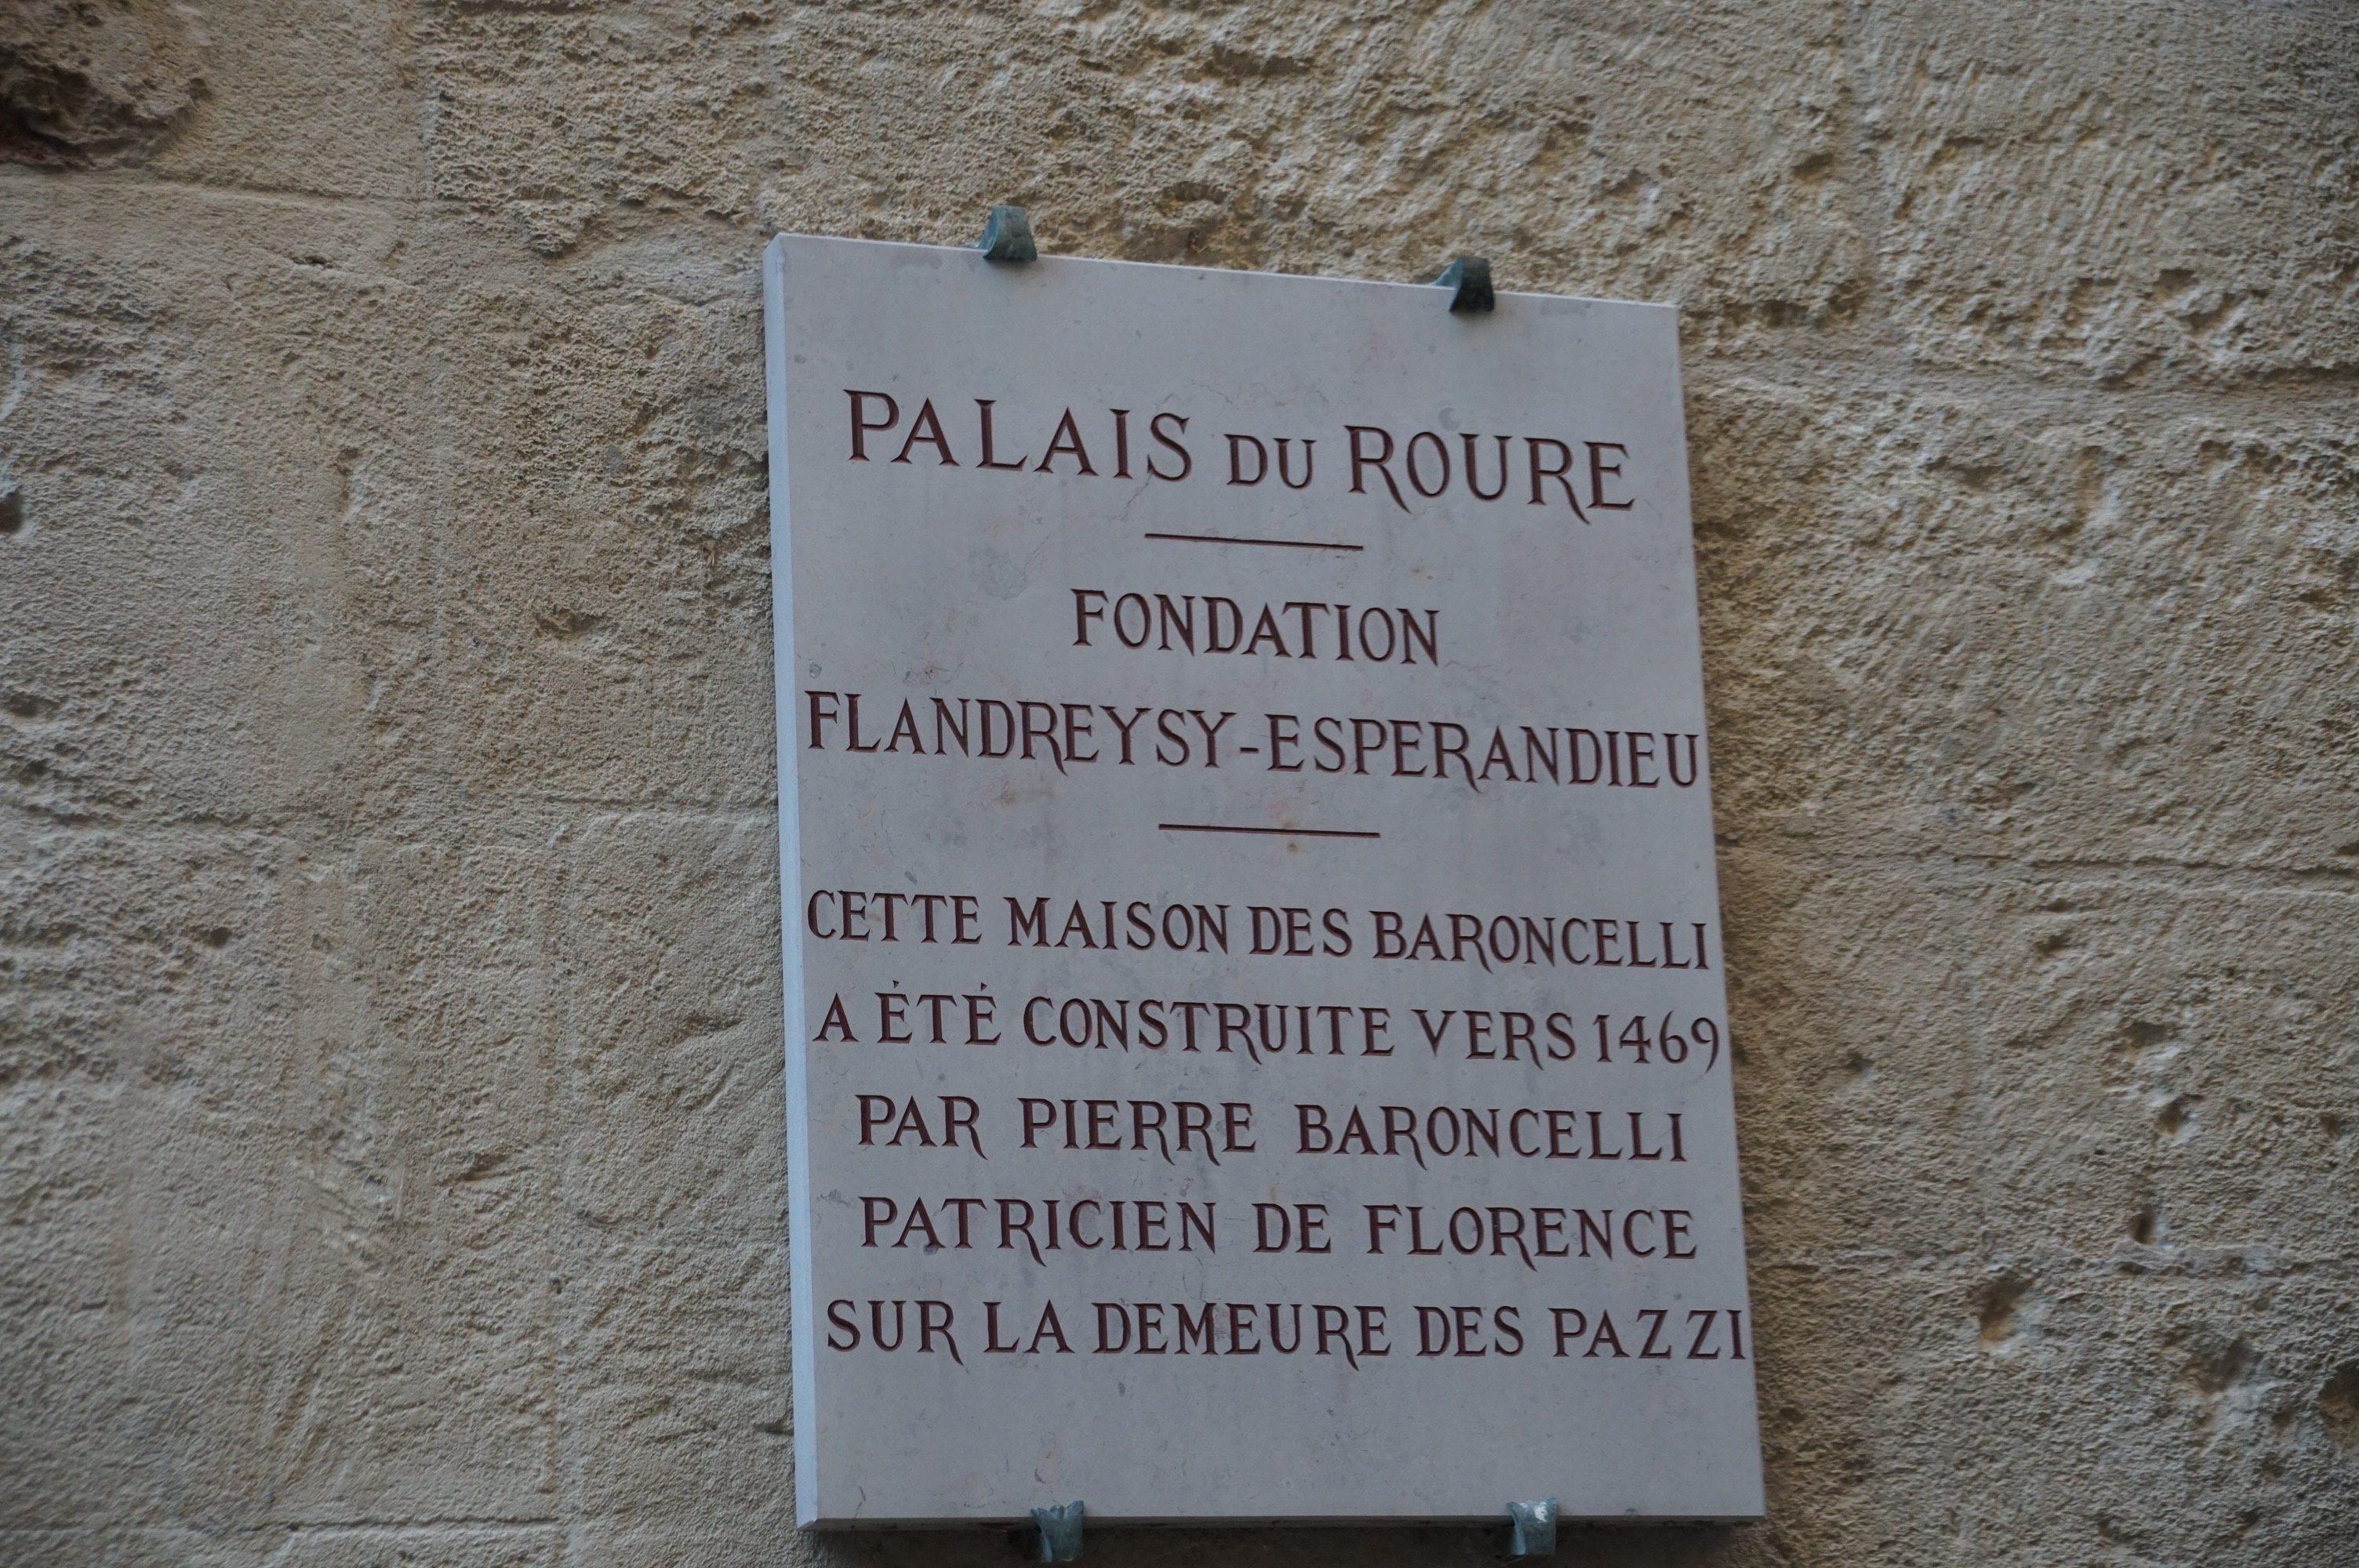 PALAIS DU ROURE
FONDATION
FLANDREYSY-ESPERANDIEU
CETTE MAISON DES BARONCELLI
A ÉTÉ CONSTRUITE VERS 1469
PAR PIERRE BARONCELLI
PATRICIEN DE FLORENCE
SUR LA DEMEURE DES PAZZI